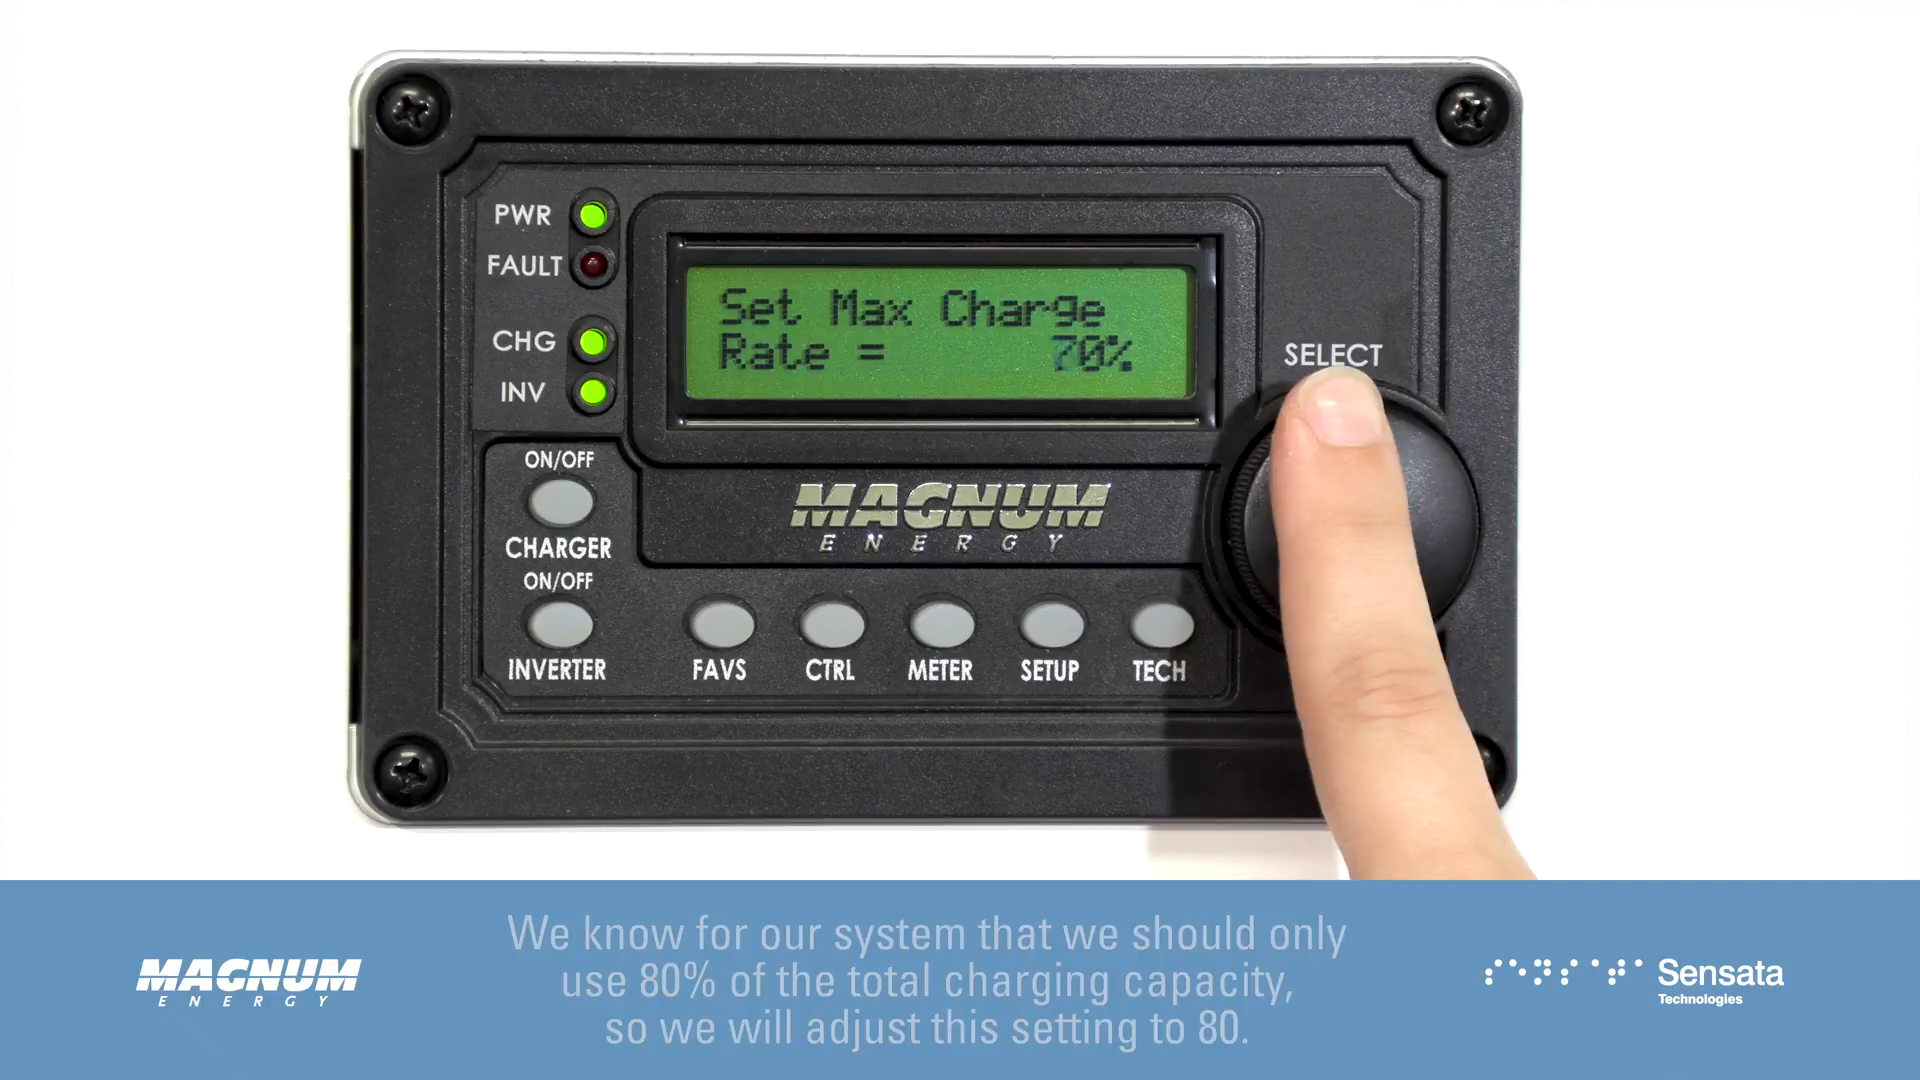 PWR
FAULT
CHG
INV
Set Max Charge
Rate = 70%
SELECT
ON/OFF
CHARGER
ON/OFF
INVERTER
MAGNUM
ENERGY
FAVS
CTRL
METER
SETUP
TECH
We know for our system that we should only
use 80% of the total charging capacity,
so we will adjust this setting to 80.
MAGNUM
ENERGY
Sensata
Technologies